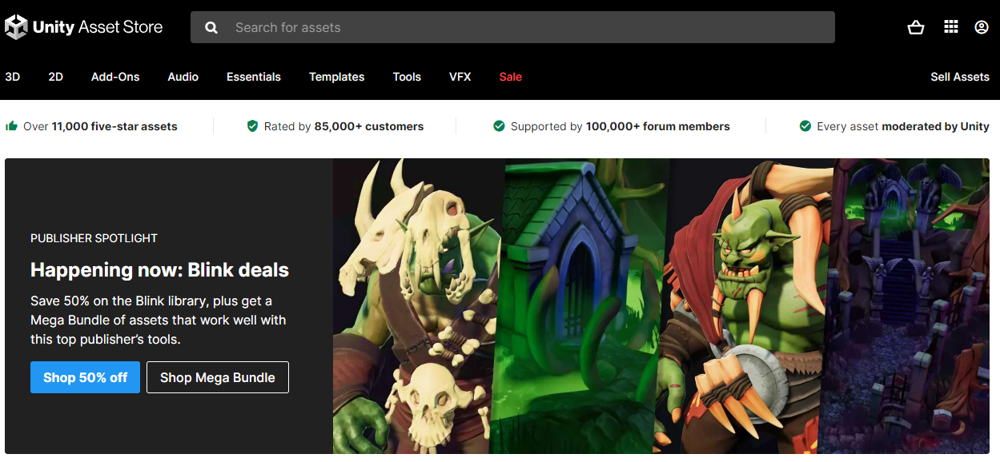 Unity Asset Store
Search for assets
3D 2D Add-Ons Audio Essentials Templates Tools VFX Sale Sell Assets
Over 11,000 five-star assets Rated by 85,000+ customers Supported by 100,000+ forum members Every asset moderated by Unity
PUBLISHER SPOTLIGHT
Happening now: Blink deals
Save 50% on the Blink library, plus get a
Mega Bundle of assets that work well with
this top publisher’s tools.
Shop 50% off Shop Mega Bundle